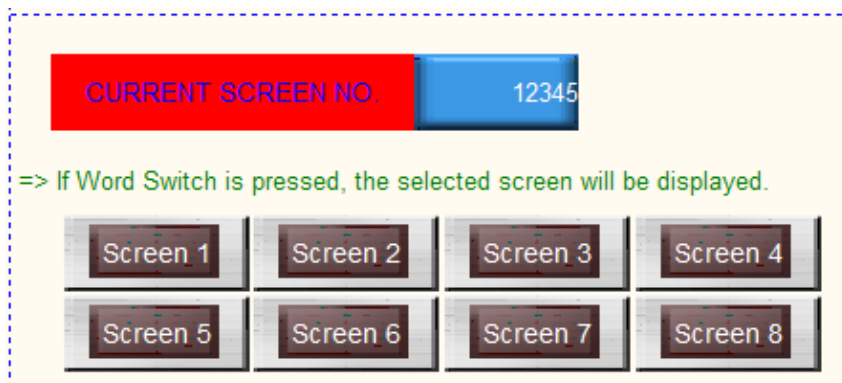 CURRENT SCREEN NO. 12345
=> If Word Switch is pressed, the selected screen will be displayed.
Screen 1 Screen 2 Screen 3 Screen 4
Screen 5 Screen 6 Screen 7 Screen 8